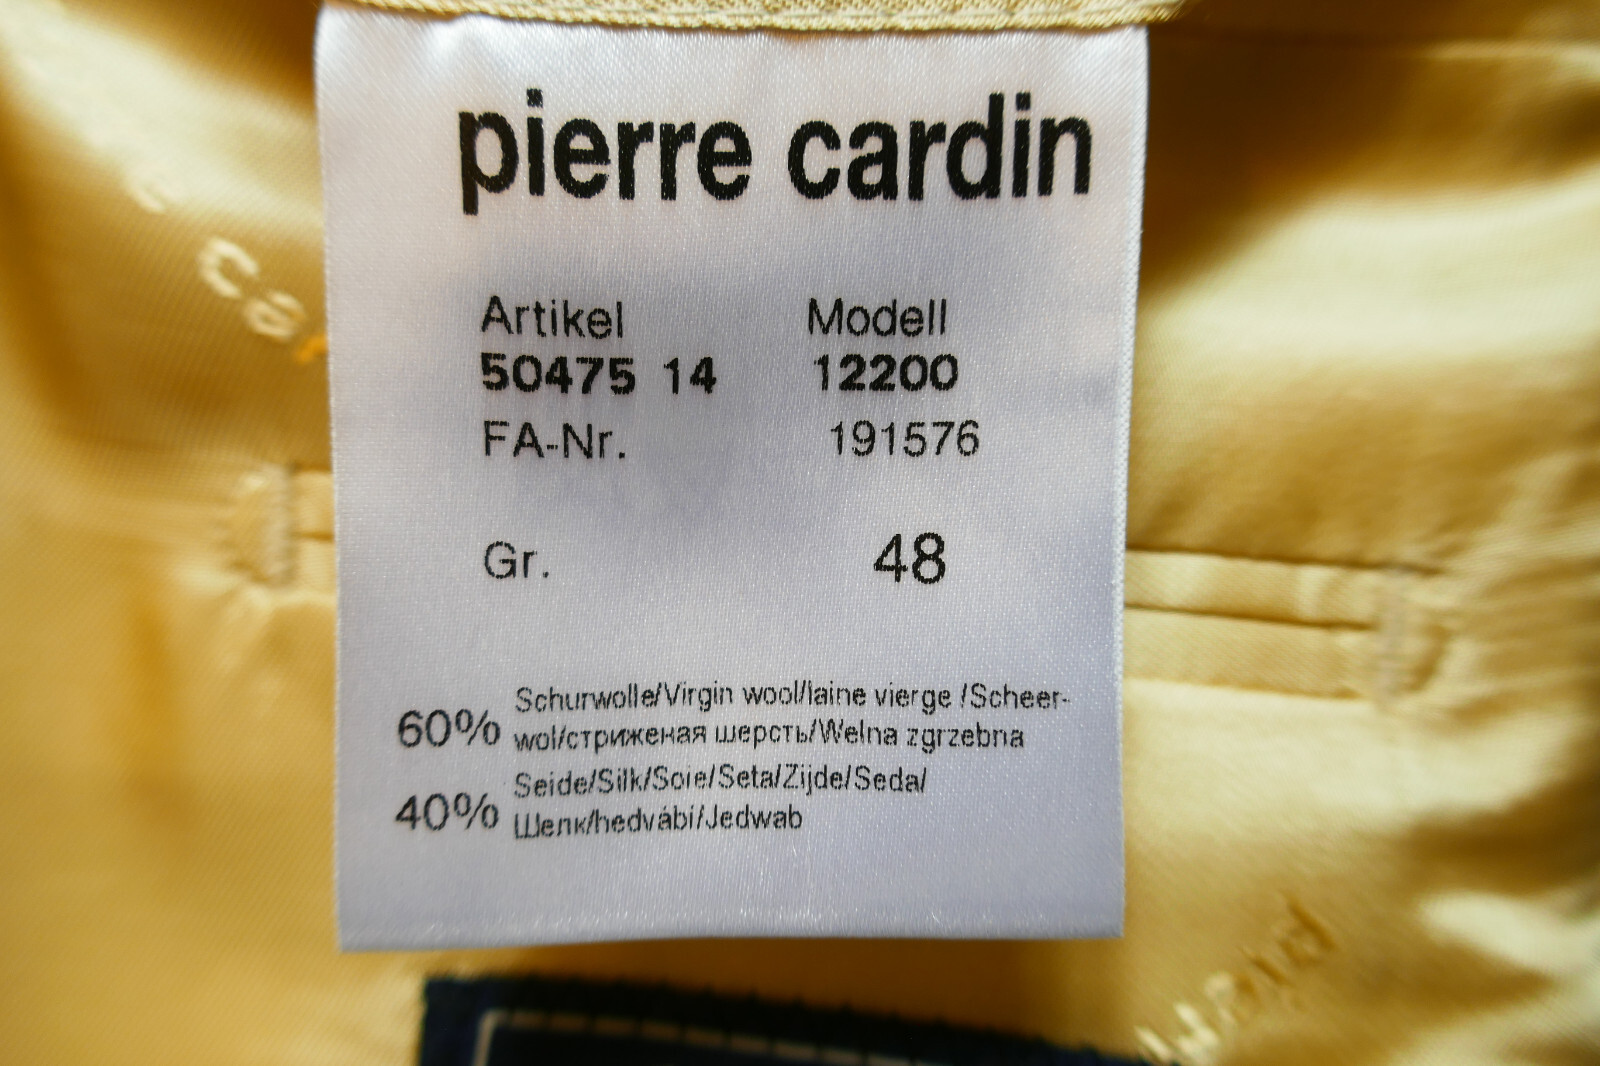 pierre cardin
Artikel Modell
50475 14 12200
FA-Nr. 191576
Gr. 48
60% Schurwolle/Virgin wool/laine vierge /Scheer-
wol/стриженая шерсть/Welna zgrzebna
40% Seide/Silk/Soie/Seta/Zijde/Seda/
Шелк/hedvábí/Jedwab
ca